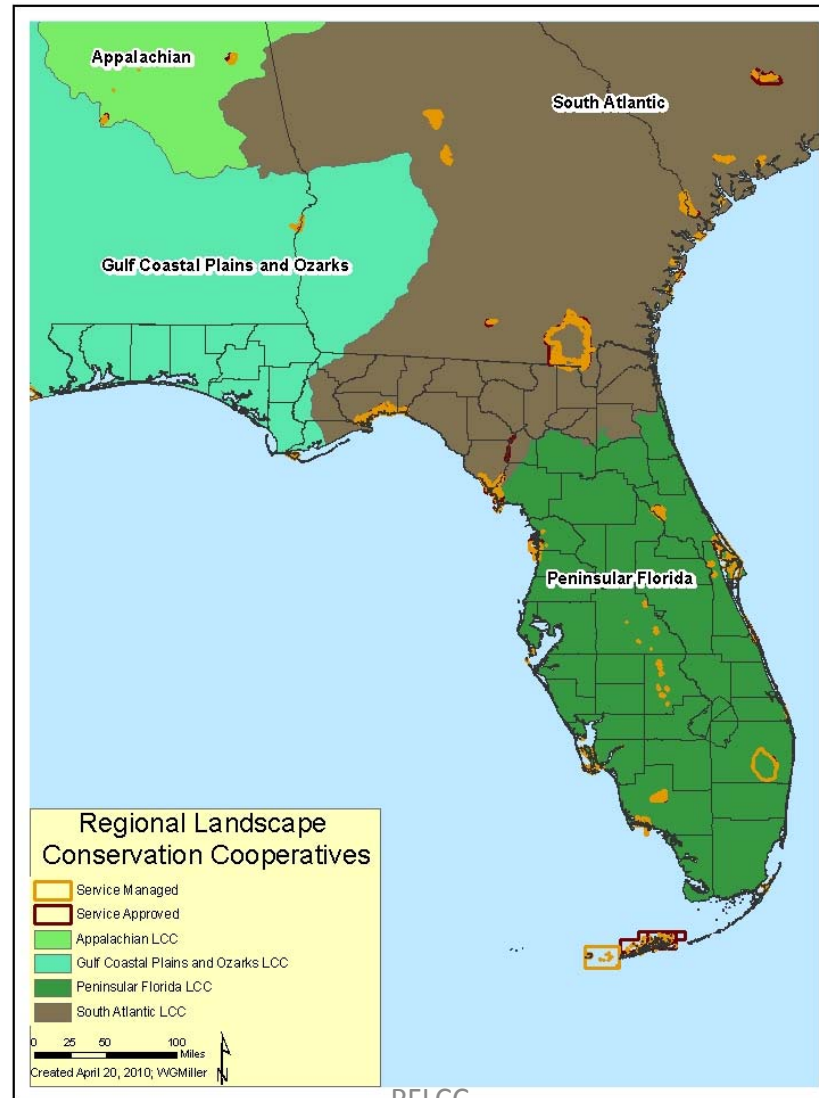 Appalachian
South Atlantic
Gulf Coastal Plains and Ozarks
Peninsular Florida
Regional Landscape
Conservation Cooperatives
Service Managed
Service Approved
Appalachian LCC
Gulf Coastal Plains and Ozarks LCC
Peninsular Florida LCC
South Atlantic LCC
0 25 50 100
Miles
Created April 20, 2010; WGMiller N